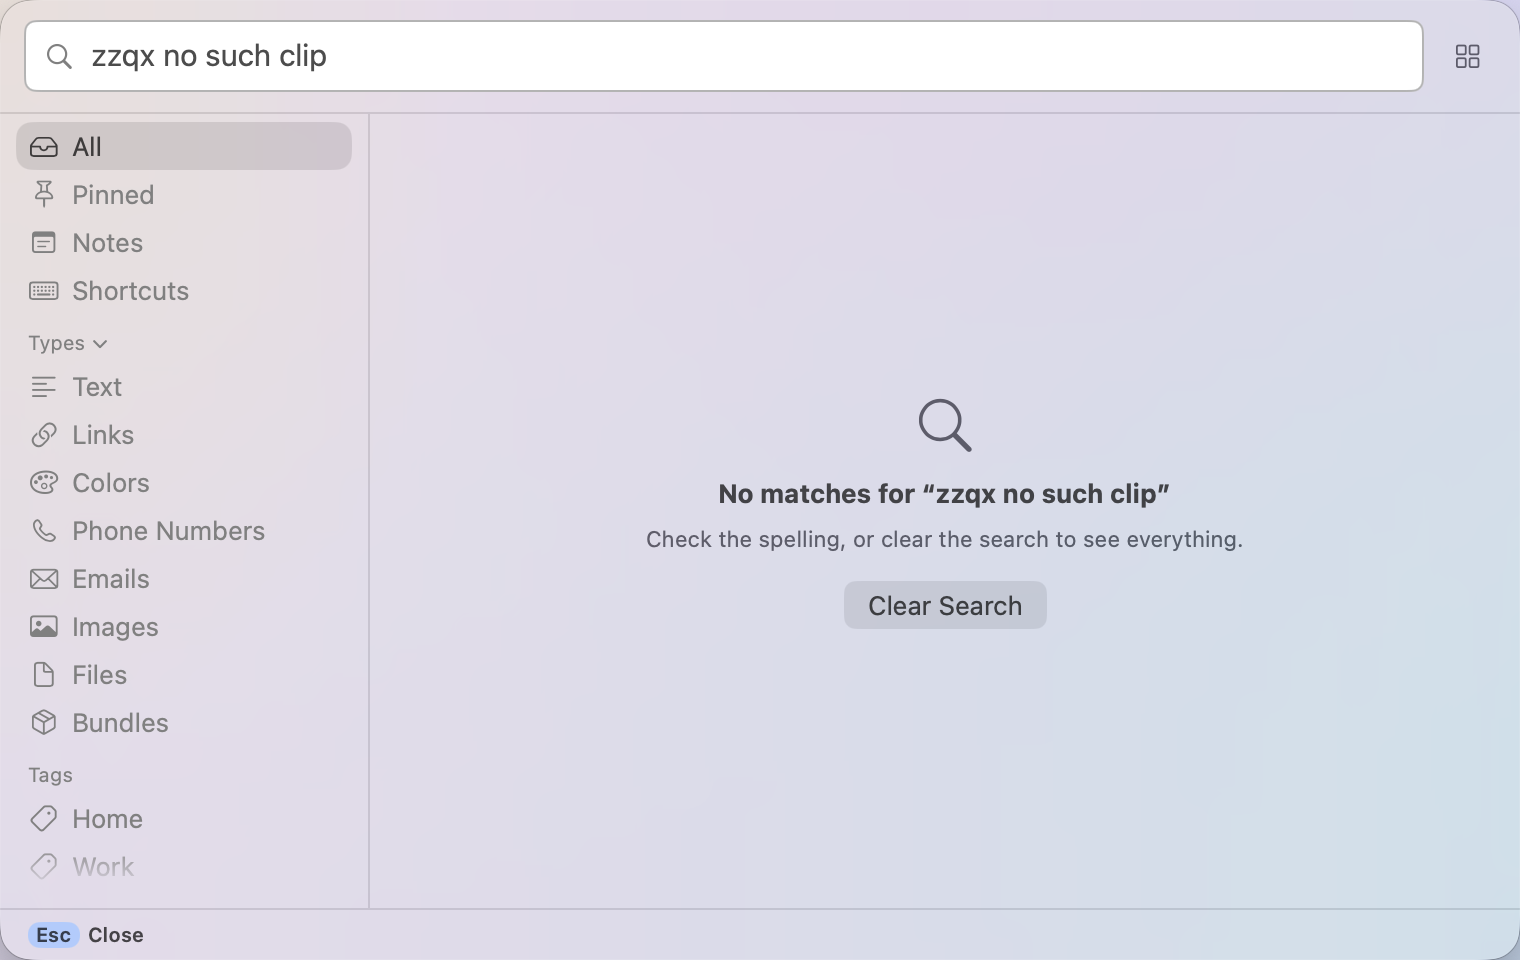 zzqx no such clip
All
Pinned
Notes
Shortcuts
Types
Text
Links
Colors
Phone Numbers
Emails
Images
Files
Bundles
Tags
Home
Work
No matches for “zzqx no such clip”
Check the spelling, or clear the search to see everything.
Clear Search
Esc Close